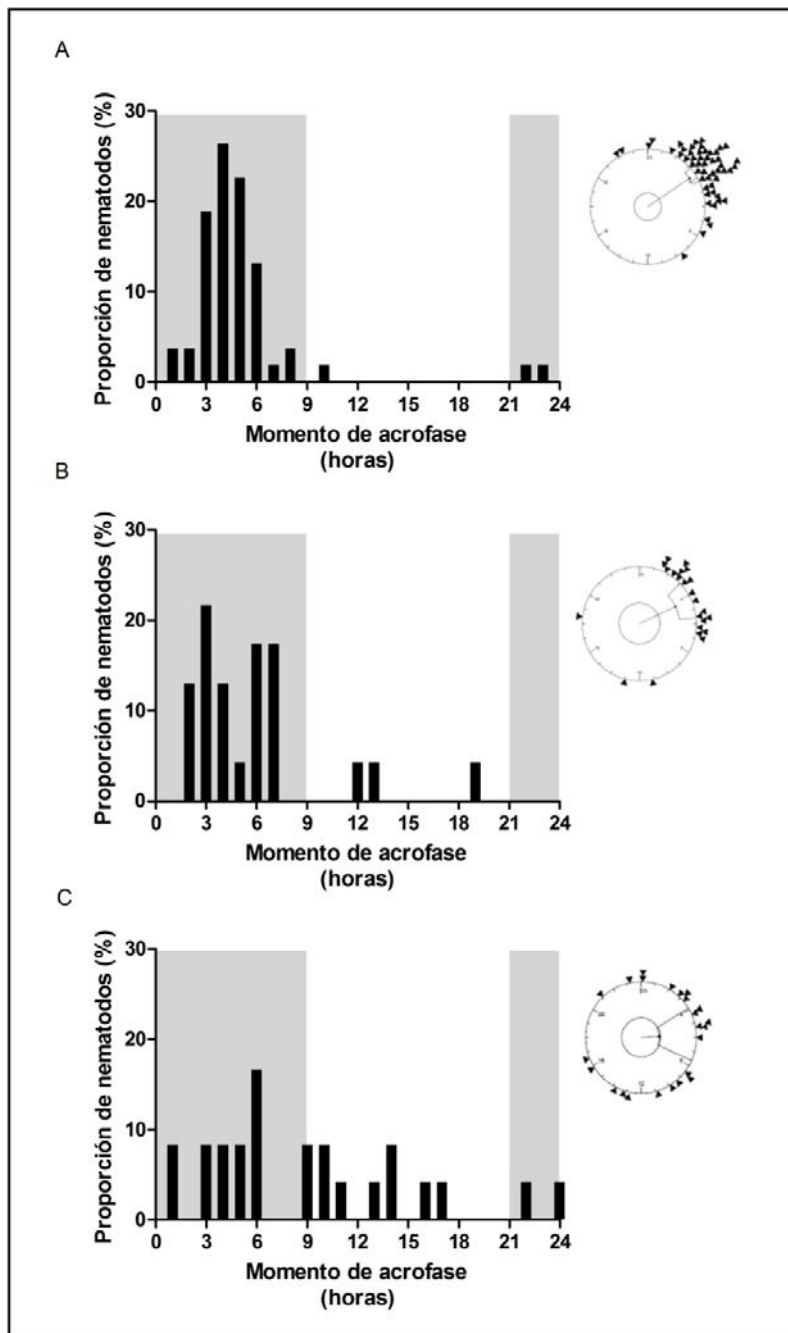 A
Proporción de nematodos (%)
30
20
10
0
0 3 6 9 12 15 18 21 24
Momento de acrofase
(horas)
B
Proporción de nematodos (%)
30
20
10
0
0 3 6 9 12 15 18 21 24
Momento de acrofase
(horas)
C
Proporción de nematodos (%)
30
20
10
0
0 3 6 9 12 15 18 21 24
Momento de acrofase
(horas)